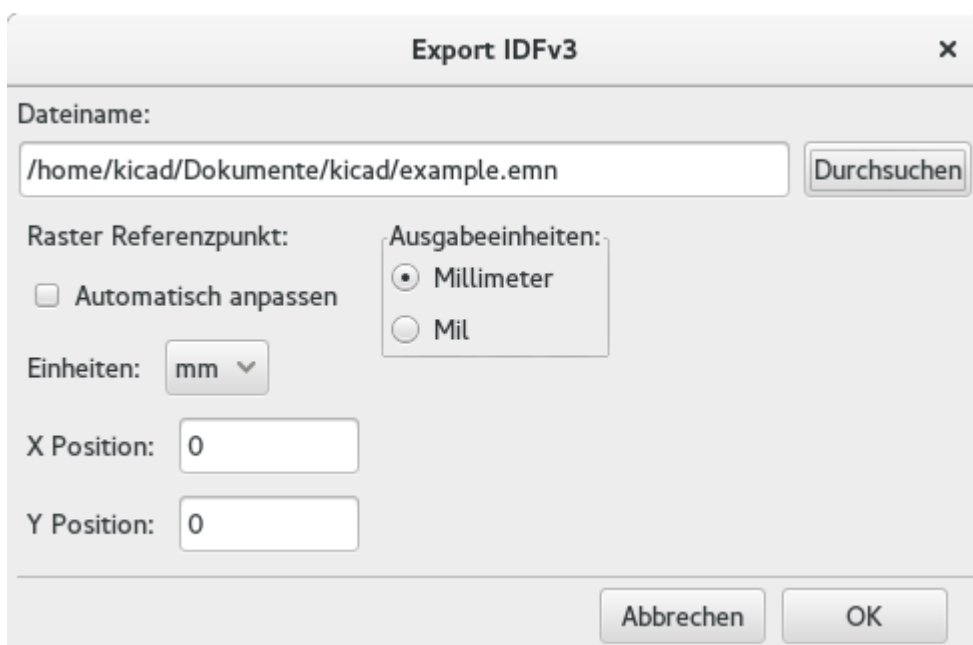 Export IDFv3
Dateiname:
/home/kicad/Dokumente/kicad/example.emn
Durchsuchen
Raster Referenzpunkt:
Automatisch anpassen
Ausgabeeinheiten:
Millimeter
Mil
Einheiten: mm
X Position: 0
Y Position: 0
Abbrechen
OK